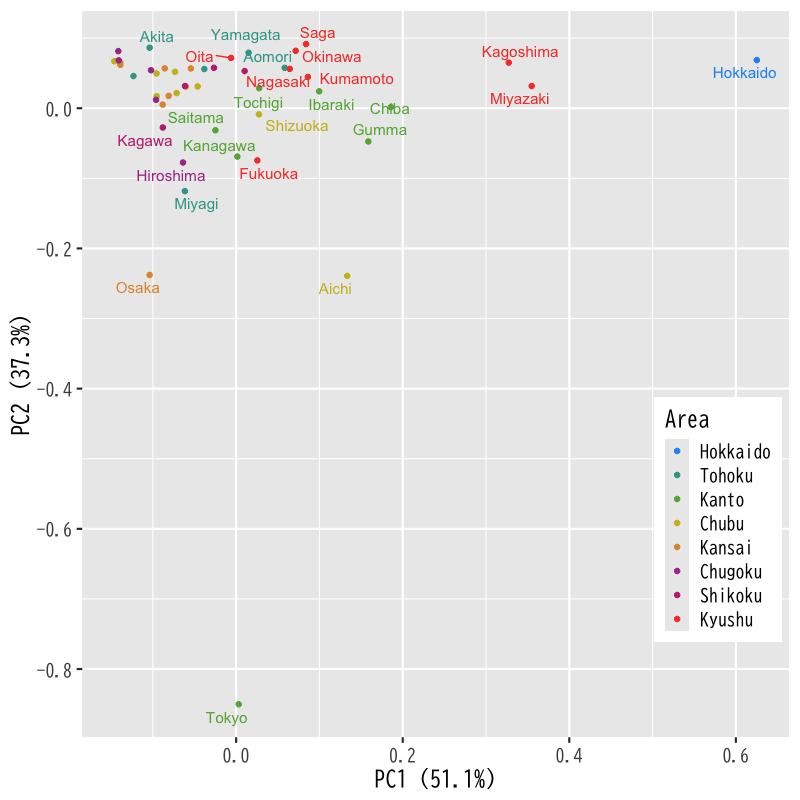 Saga
Akita
Yamagata
Oita
Aomori
Okinawa
Kagoshima
Hokkaido
Nagasaki
Kumamoto
Miyazaki
Tochigi
Ibaraki
Chiba
Saitama
Shizuoka
Gumma
Kagawa
Kanagawa
Hiroshima
Fukuoka
Miyagi
Osaka
Aichi
Tokyo
0.0
−0.2
−0.4
−0.6
−0.8
PC2 (37.3%)
0.0 0.2 0.4 0.6
PC1 (51.1%)
Area
Hokkaido
Tohoku
Kanto
Chubu
Kansai
Chugoku
Shikoku
Kyushu